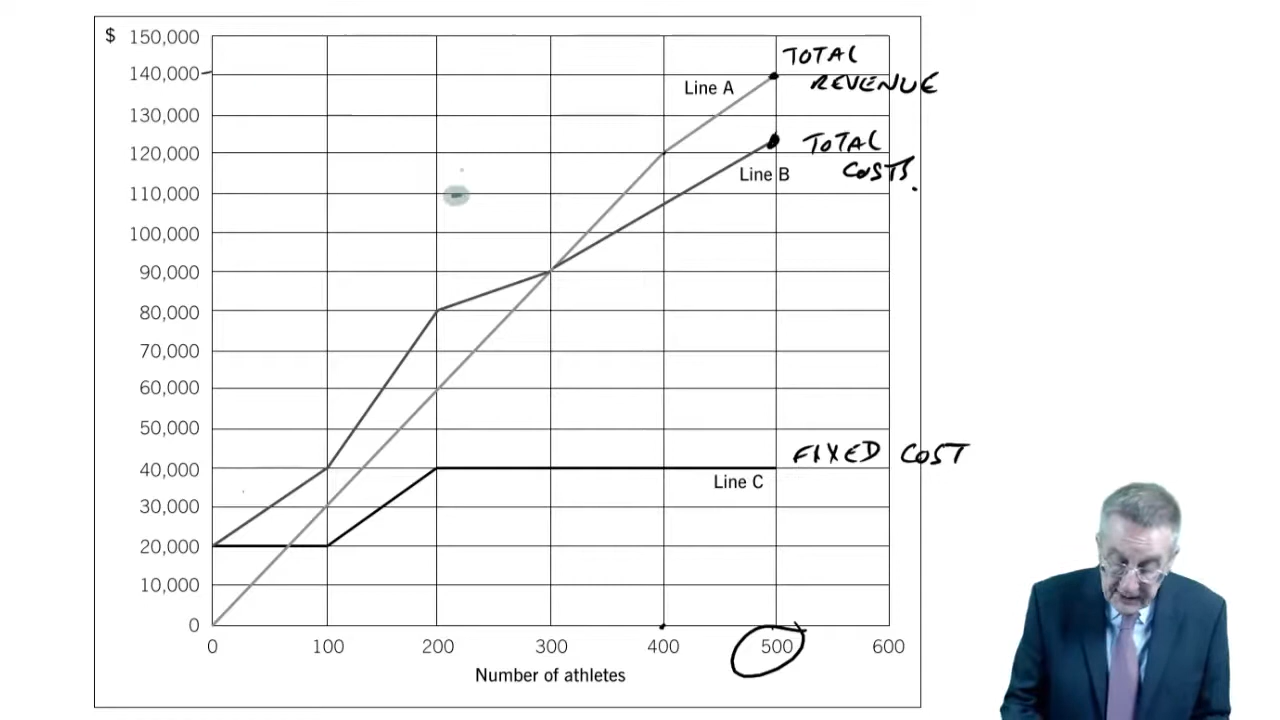 $ 150,000
140,000
130,000
120,000
110,000
100,000
90,000
80,000
70,000
60,000
50,000
40,000
30,000
20,000
10,000
0
TOTAL
REVENUE
Line A
TOTAL
COSTS.
Line B
FIXED COST
Line C
0 100 200 300 400 500 600
Number of athletes